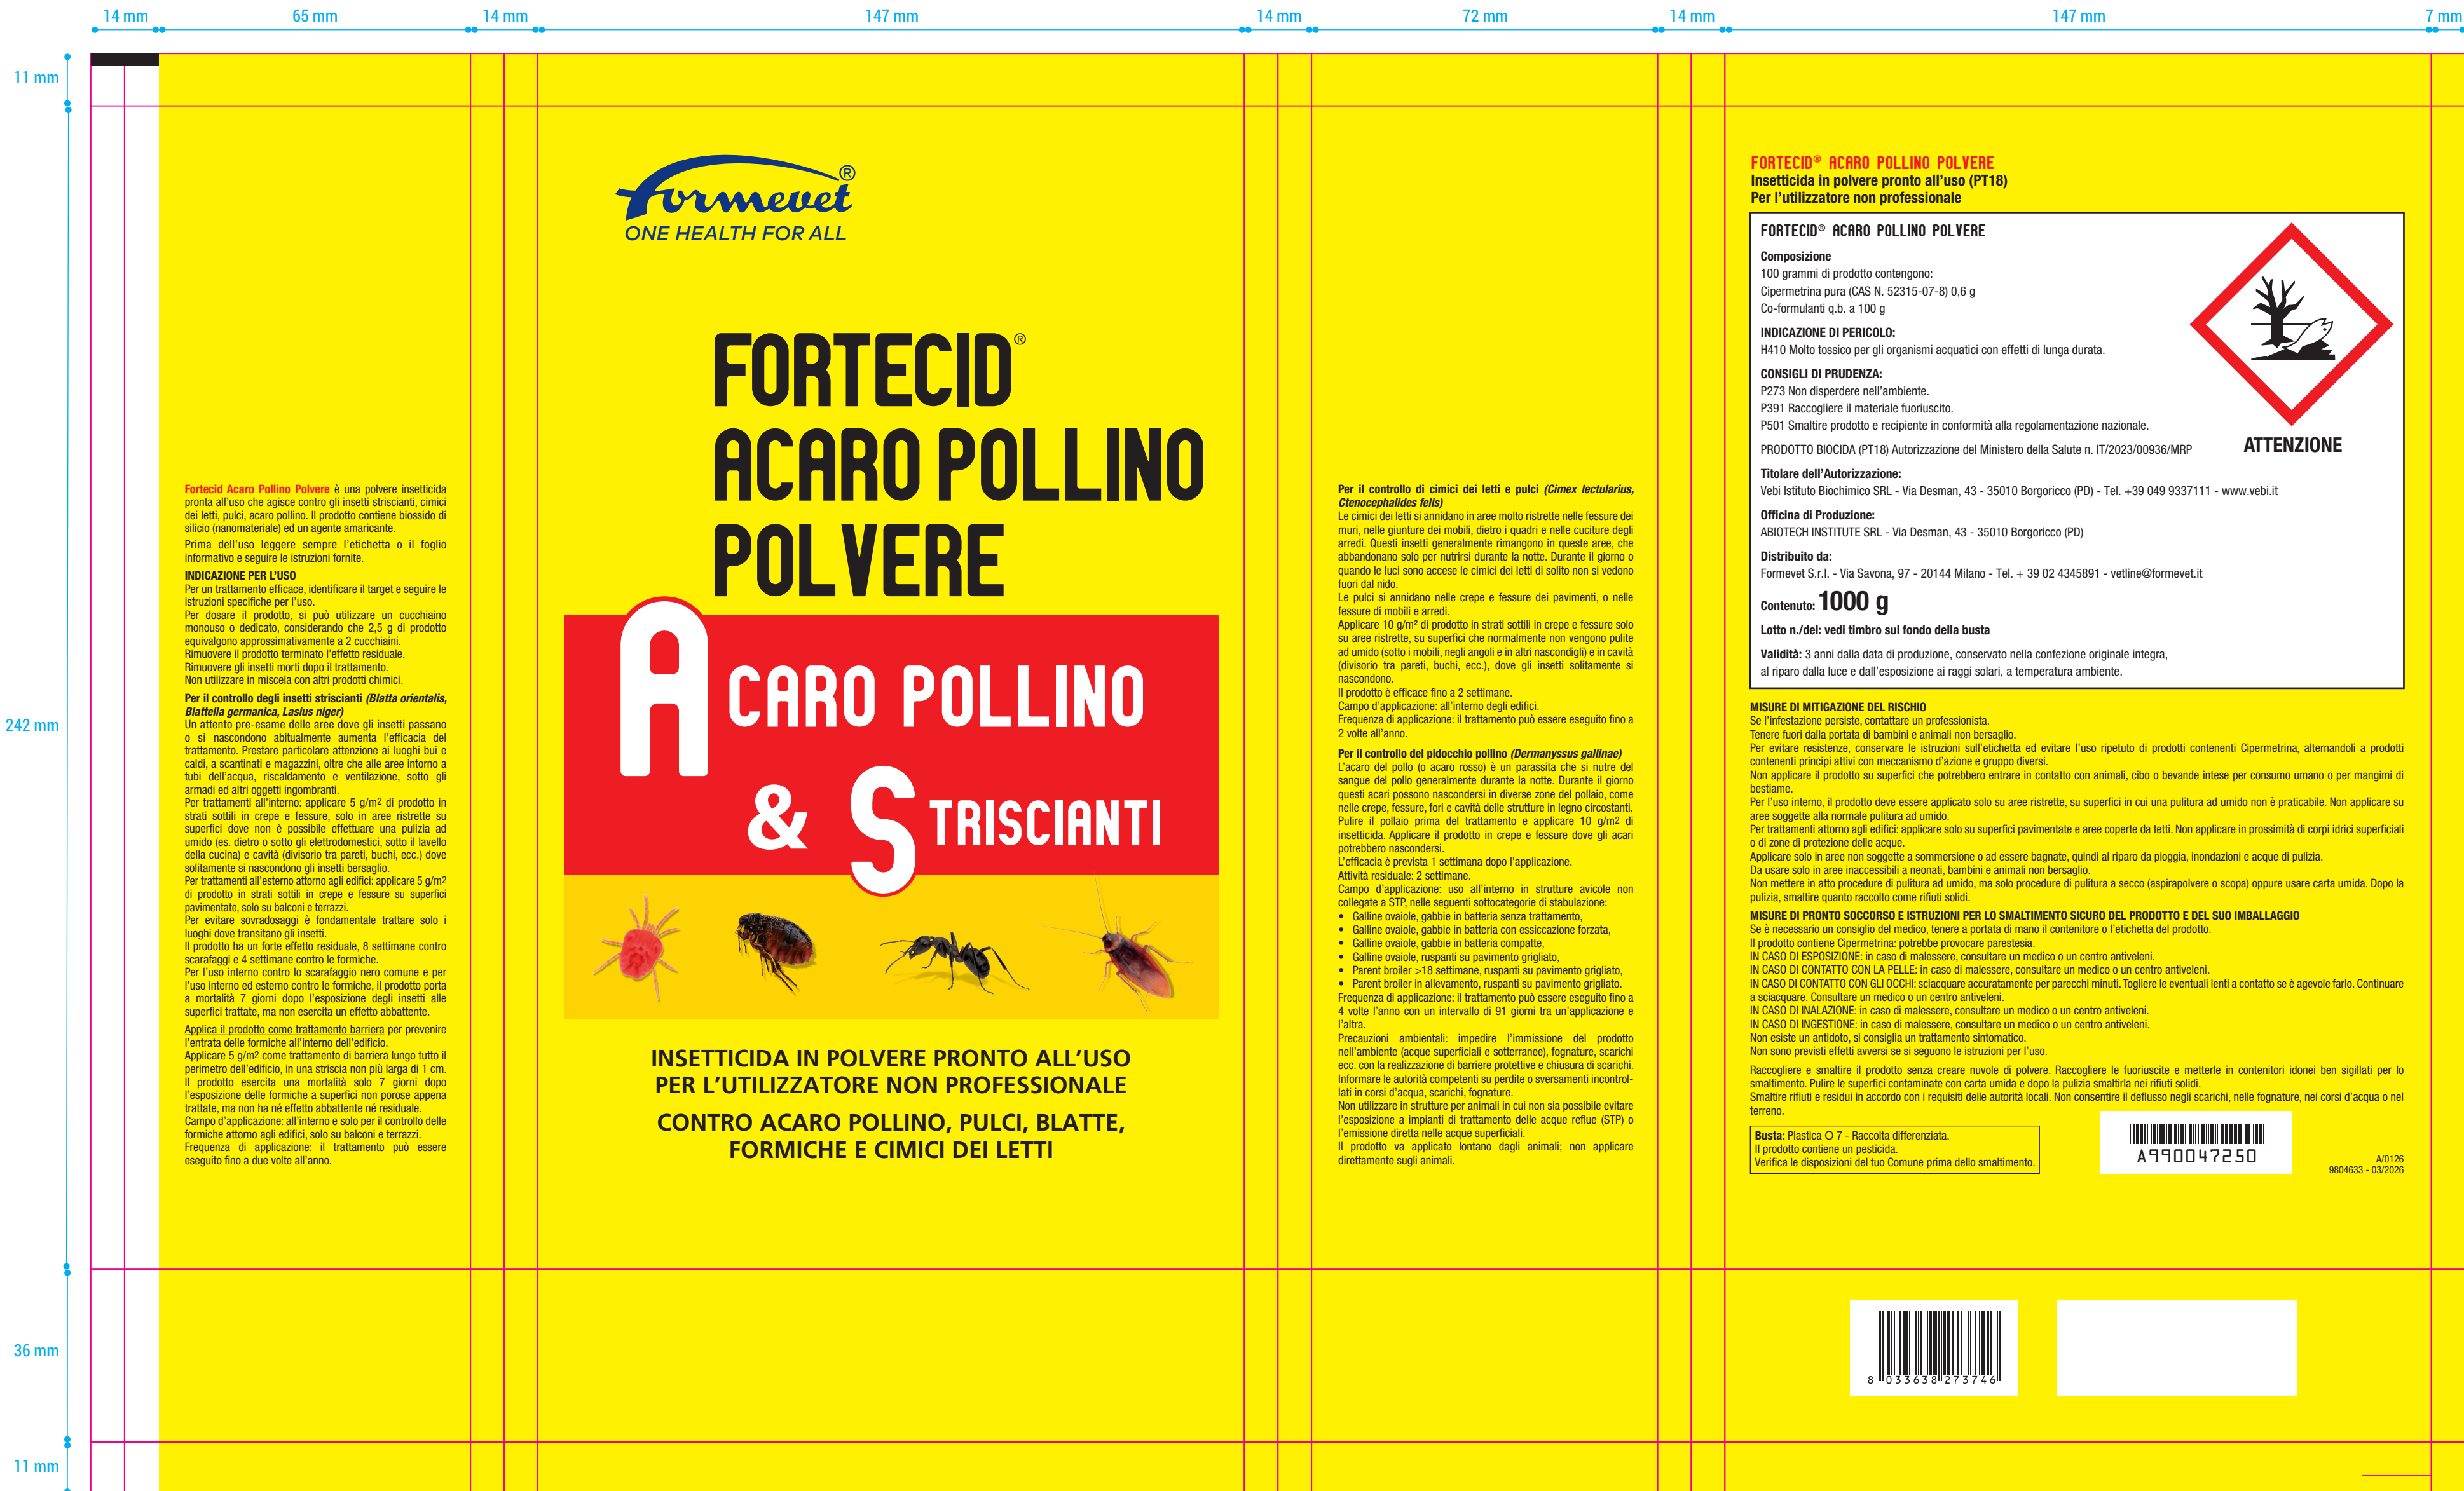 14 mm
65 mm
14 mm
147 mm
14 mm
72 mm
14 mm
147 mm
7 mm
11 mm
242 mm
36 mm
11 mm
Fortecid Acaro Pollino Polvere è una polvere insetticida
pronta all'uso che agisce contro gli insetti striscianti, cimici
dei letti, pulci, acaro pollino. Il prodotto contiene biossido di
silicio (nanomateriale) ed un agente amaricante.
Prima dell'uso leggere sempre l'etichetta o il foglio
informativo e seguire le istruzioni fornite.
INDICAZIONE PER L'USO
Per un trattamento efficace, identificare il target e seguire le
istruzioni specifiche per l'uso.
Per dosare il prodotto, si può utilizzare un cucchiaino
monouso o dedicato, considerando che 2,5 g di prodotto
equivalgono approssimativamente a 2 cucchiaini.
Rimuovere il prodotto terminato l'effetto residuale.
Rimuovere gli insetti morti dopo il trattamento.
Non utilizzare in miscela con altri prodotti chimici.
Per il controllo degli insetti striscianti (Blatta orientalis,
Blattella germanica, Lasius niger)
Un attento pre-esame delle aree dove gli insetti passano
o si nascondono abitualmente aumenta l'efficacia del
trattamento. Prestare particolare attenzione ai luoghi bui e
caldi, a scantinati e magazzini, oltre che alle aree intorno a
tubi dell'acqua, riscaldamento e ventilazione, sotto gli
armadi ed altri oggetti ingombranti.
Per trattamenti all'interno: applicare 5 g/m2 di prodotto in
strati sottili in crepe e fessure, solo in aree ristrette su
superfici dove non è possibile effettuare una pulizia ad
umido (es. dietro o sotto gli elettrodomestici, sotto il lavello
della cucina) e cavità (divisorio tra pareti, buchi, ecc.) dove
solitamente si nascondono gli insetti bersaglio.
Per trattamenti all'esterno attorno agli edifici: applicare 5 g/m2
di prodotto in strati sottili in crepe e fessure su superfici
pavimentate, solo su balconi e terrazzi.
Per evitare sovradosaggi è fondamentale trattare solo i
luoghi dove transitano gli insetti.
Il prodotto ha un forte effetto residuale, 8 settimane contro
scarafaggi e 4 settimane contro le formiche.
Per l'uso interno contro lo scarafaggio nero comune e per
l'uso interno ed esterno contro le formiche, il prodotto porta
a mortalità 7 giorni dopo l'esposizione degli insetti alle
superfici trattate, ma non esercita un effetto abbattente.
Applica il prodotto come trattamento barriera per prevenire
l'entrata delle formiche all'interno dell'edificio.
Applicare 5 g/m2 come trattamento di barriera lungo tutto il
perimetro dell'edificio, in una striscia non più larga di 1 cm.
Il prodotto esercita una mortalità solo 7 giorni dopo
l'esposizione delle formiche a superfici non porose appena
trattate, ma non ha né effetto abbattente né residuale.
Campo d'applicazione: all'interno e solo per il controllo delle
formiche attorno agli edifici, solo su balconi e terrazzi.
Frequenza di applicazione: il trattamento può essere
eseguito fino a due volte all'anno.
formevet®
ONE HEALTH FOR ALL
FORTECID®
ACARO POLLINO
POLVERE
ACARO POLLINO
& STRISCIANTI
INSETTICIDA IN POLVERE PRONTO ALL'USO
PER L'UTILIZZATORE NON PROFESSIONALE
CONTRO ACARO POLLINO, PULCI, BLATTE,
FORMICHE E CIMICI DEI LETTI
Per il controllo di cimici dei letti e pulci (Cimex lectularius,
Ctenocephalides felis)
Le cimici dei letti si annidano in aree molto ristrette nelle fessure dei
muri, nelle giunture dei mobili, dietro i quadri e nelle cuciture degli
arredi. Questi insetti generalmente rimangono in queste aree, che
abbandonano solo per nutrirsi durante la notte. Durante il giorno o
quando le luci sono accese le cimici dei letti di solito non si vedono
fuori dal nido.
Le pulci si annidano nelle crepe e fessure dei pavimenti, o nelle
fessure di mobili e arredi.
Applicare 10 g/m² di prodotto in strati sottili in crepe e fessure solo
su aree ristrette, su superfici che normalmente non vengono pulite
ad umido (sotto i mobili, negli angoli e in altri nascondigli) e in cavità
(divisorio tra pareti, buchi, ecc.), dove gli insetti solitamente si
nascondono.
Il prodotto è efficace fino a 2 settimane.
Campo d'applicazione: all'interno degli edifici.
Frequenza di applicazione: il trattamento può essere eseguito fino a
2 volte all'anno.
Per il controllo del pidocchio pollino (Dermanyssus gallinae)
L'acaro del pollo (o acaro rosso) è un parassita che si nutre del
sangue del pollo generalmente durante la notte. Durante il giorno
questi acari possono nascondersi in diverse zone del pollaio, come
nelle crepe, fessure, fori e cavità delle strutture in legno circostanti.
Pulire il pollaio prima del trattamento e applicare 10 g/m2 di
insetticida. Applicare il prodotto in crepe e fessure dove gli acari
potrebbero nascondersi.
L'efficacia è prevista 1 settimana dopo l'applicazione.
Attività residuale: 2 settimane.
Campo d'applicazione: uso all'interno in strutture avicole non
collegate a STP, nelle seguenti sottocategorie di stabulazione:
• Galline ovaiole, gabbie in batteria senza trattamento,
• Galline ovaiole, gabbie in batteria con essiccazione forzata,
• Galline ovaiole, gabbie in batteria compatte,
• Galline ovaiole, ruspanti su pavimento grigliato,
• Parent broiler >18 settimane, ruspanti su pavimento grigliato,
• Parent broiler in allevamento, ruspanti su pavimento grigliato.
Frequenza di applicazione: il trattamento può essere eseguito fino a
4 volte l'anno con un intervallo di 91 giorni tra un'applicazione e
l'altra.
Precauzioni ambientali: impedire l'immissione del prodotto
nell'ambiente (acque superficiali e sotterranee), fognature, scarichi
ecc. con la realizzazione di barriere protettive e chiusura di scarichi.
Informare le autorità competenti su perdite o sversamenti incontrol-
lati in corsi d'acqua, scarichi, fognature.
Non utilizzare in strutture per animali in cui non sia possibile evitare
l'esposizione a impianti di trattamento delle acque reflue (STP) o
l'emissione diretta nelle acque superficiali.
Il prodotto va applicato lontano dagli animali; non applicare
direttamente sugli animali.
FORTECID® ACARO POLLINO POLVERE
Insetticida in polvere pronto all'uso (PT18)
Per l'utilizzatore non professionale
FORTECID® ACARO POLLINO POLVERE
Composizione
100 grammi di prodotto contengono:
Cipermetrina pura (CAS N. 52315-07-8) 0,6 g
Co-formulanti q.b. a 100 g
INDICAZIONE DI PERICOLO:
H410 Molto tossico per gli organismi acquatici con effetti di lunga durata.
CONSIGLI DI PRUDENZA:
P273 Non disperdere nell'ambiente.
P391 Raccogliere il materiale fuoriuscito.
P501 Smaltire prodotto e recipiente in conformità alla regolamentazione nazionale.
ATTENZIONE
PRODOTTO BIOCIDA (PT18) Autorizzazione del Ministero della Salute n. IT/2023/00936/MRP
Titolare dell'Autorizzazione:
Vebi Istituto Biochimico SRL - Via Desman, 43 - 35010 Borgoricco (PD) - Tel. +39 049 9337111 - www.vebi.it
Officina di Produzione:
ABIOTECH INSTITUTE SRL - Via Desman, 43 - 35010 Borgoricco (PD)
Distribuito da:
Formevet S.r.l. - Via Savona, 97 - 20144 Milano - Tel. + 39 02 4345891 - vetline@formevet.it
Contenuto: 1000 g
Lotto n./del: vedi timbro sul fondo della busta
Validità: 3 anni dalla data di produzione, conservato nella confezione originale integra,
al riparo dalla luce e dall'esposizione ai raggi solari, a temperatura ambiente.
MISURE DI MITIGAZIONE DEL RISCHIO
Se l'infestazione persiste, contattare un professionista.
Tenere fuori dalla portata di bambini e animali non bersaglio.
Per evitare resistenze, conservare le istruzioni sull'etichetta ed evitare l'uso ripetuto di prodotti contenenti Cipermetrina, alternandoli a prodotti
contenenti principi attivi con meccanismo d'azione e gruppo diversi.
Non applicare il prodotto su superfici che potrebbero entrare in contatto con animali, cibo o bevande intese per consumo umano o per mangimi di
bestiame.
Per l'uso interno, il prodotto deve essere applicato solo su aree ristrette, su superfici in cui una pulitura ad umido non è praticabile. Non applicare su
aree soggette alla normale pulitura ad umido.
Per trattamenti attorno agli edifici: applicare solo su superfici pavimentate e aree coperte da tetti. Non applicare in prossimità di corpi idrici superficiali
o di zone di protezione delle acque.
Applicare solo in aree non soggette a sommersione o ad essere bagnate, quindi al riparo da pioggia, inondazioni e acque di pulizia.
Da usare solo in aree inaccessibili a neonati, bambini e animali non bersaglio.
Non mettere in atto procedure di pulitura ad umido, ma solo procedure di pulitura a secco (aspirapolvere o scopa) oppure usare carta umida. Dopo la
pulizia, smaltire quanto raccolto come rifiuti solidi.
MISURE DI PRONTO SOCCORSO E ISTRUZIONI PER LO SMALTIMENTO SICURO DEL PRODOTTO E DEL SUO IMBALLAGGIO
Se è necessario un consiglio del medico, tenere a portata di mano il contenitore o l'etichetta del prodotto.
Il prodotto contiene Cipermetrina: potrebbe provocare parestesia.
IN CASO DI ESPOSIZIONE: in caso di malessere, consultare un medico o un centro antiveleni.
IN CASO DI CONTATTO CON LA PELLE: in caso di malessere, consultare un medico o un centro antiveleni.
IN CASO DI CONTATTO CON GLI OCCHI: sciacquare accuratamente per parecchi minuti. Togliere le eventuali lenti a contatto se è agevole farlo. Continuare
a sciacquare. Consultare un medico o un centro antiveleni.
IN CASO DI INALAZIONE: in caso di malessere, consultare un medico o un centro antiveleni.
IN CASO DI INGESTIONE: in caso di malessere, consultare un medico o un centro antiveleni.
Non esiste un antidoto, si consiglia un trattamento sintomatico.
Non sono previsti effetti avversi se si seguono le istruzioni per l'uso.
Raccogliere e smaltire il prodotto senza creare nuvole di polvere. Raccogliere le fuoriuscite e metterle in contenitori idonei ben sigillati per lo
smaltimento. Pulire le superfici contaminate con carta umida e dopo la pulizia smaltirla nei rifiuti solidi.
Smaltire rifiuti e residui in accordo con i requisiti delle autorità locali. Non consentire il deflusso negli scarichi, nelle fognature, nei corsi d'acqua o nel
terreno.
Busta: Plastica O 7 - Raccolta differenziata.
Il prodotto contiene un pesticida.
Verifica le disposizioni del tuo Comune prima dello smaltimento.
A990047250
A/0126
9804633 - 03/2026
8 033638 273746